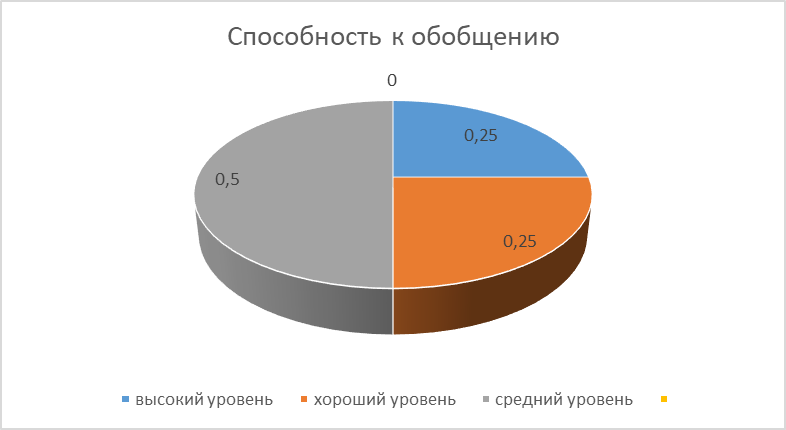 Способность к обобщению
0
0,25
0,5
0,25
высокий уровень хороший уровень средний уровень